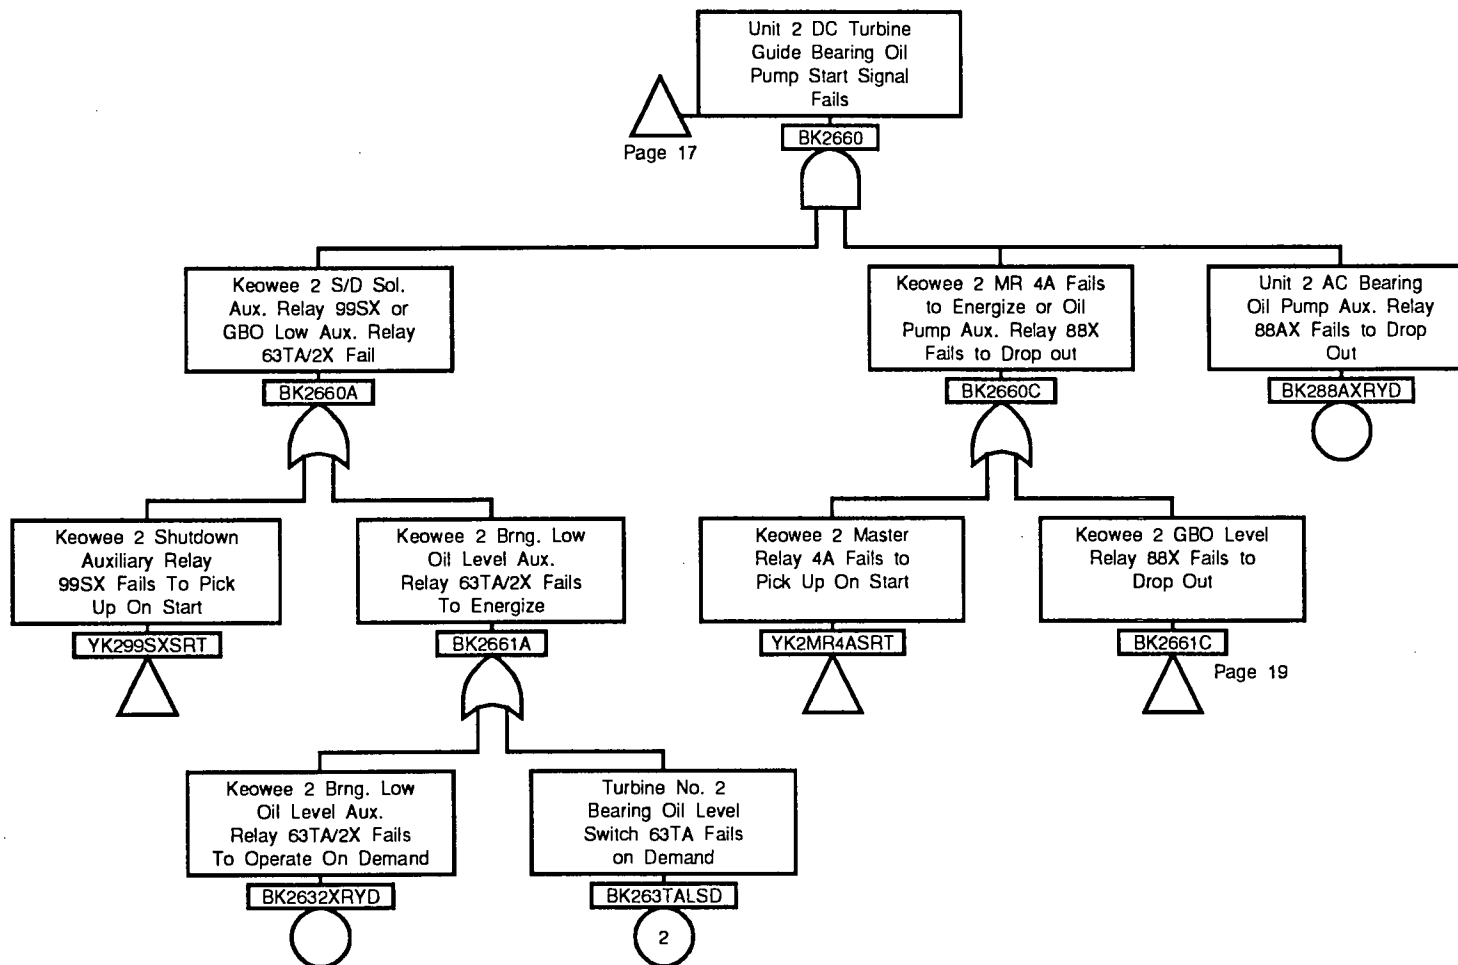 Unit 2 DC Turbine
Guide Bearing Oil
Pump Start Signal
Fails
Page 17
BK2660
Keowee 2 S/D Sol.
Aux. Relay 99SX or
GBO Low Aux. Relay
63TA/2X Fail
BK2660A
Keowee 2 MR 4A Fails
to Energize or Oil
Pump Aux. Relay 88X
Fails to Drop out
BK2660C
Unit 2 AC Bearing
Oil Pump Aux. Relay
88AX Fails to Drop
Out
BK288AXRYD
Keowee 2 Shutdown
Auxiliary Relay
99SX Fails To Pick
Up On Start
YK299SXSRT
Keowee 2 Brng. Low
Oil Level Aux.
Relay 63TA/2X Fails
To Energize
BK2661A
Keowee 2 Master
Relay 4A Fails to
Pick Up On Start
YK2MR4ASRT
Keowee 2 GBO Level
Relay 88X Fails to
Drop Out
BK2661C
Page 19
Keowee 2 Brng. Low
Oil Level Aux.
Relay 63TA/2X Fails
To Operate On Demand
BK2632XRYD
Turbine No. 2
Bearing Oil Level
Switch 63TA Fails
on Demand
BK263TALSD
2